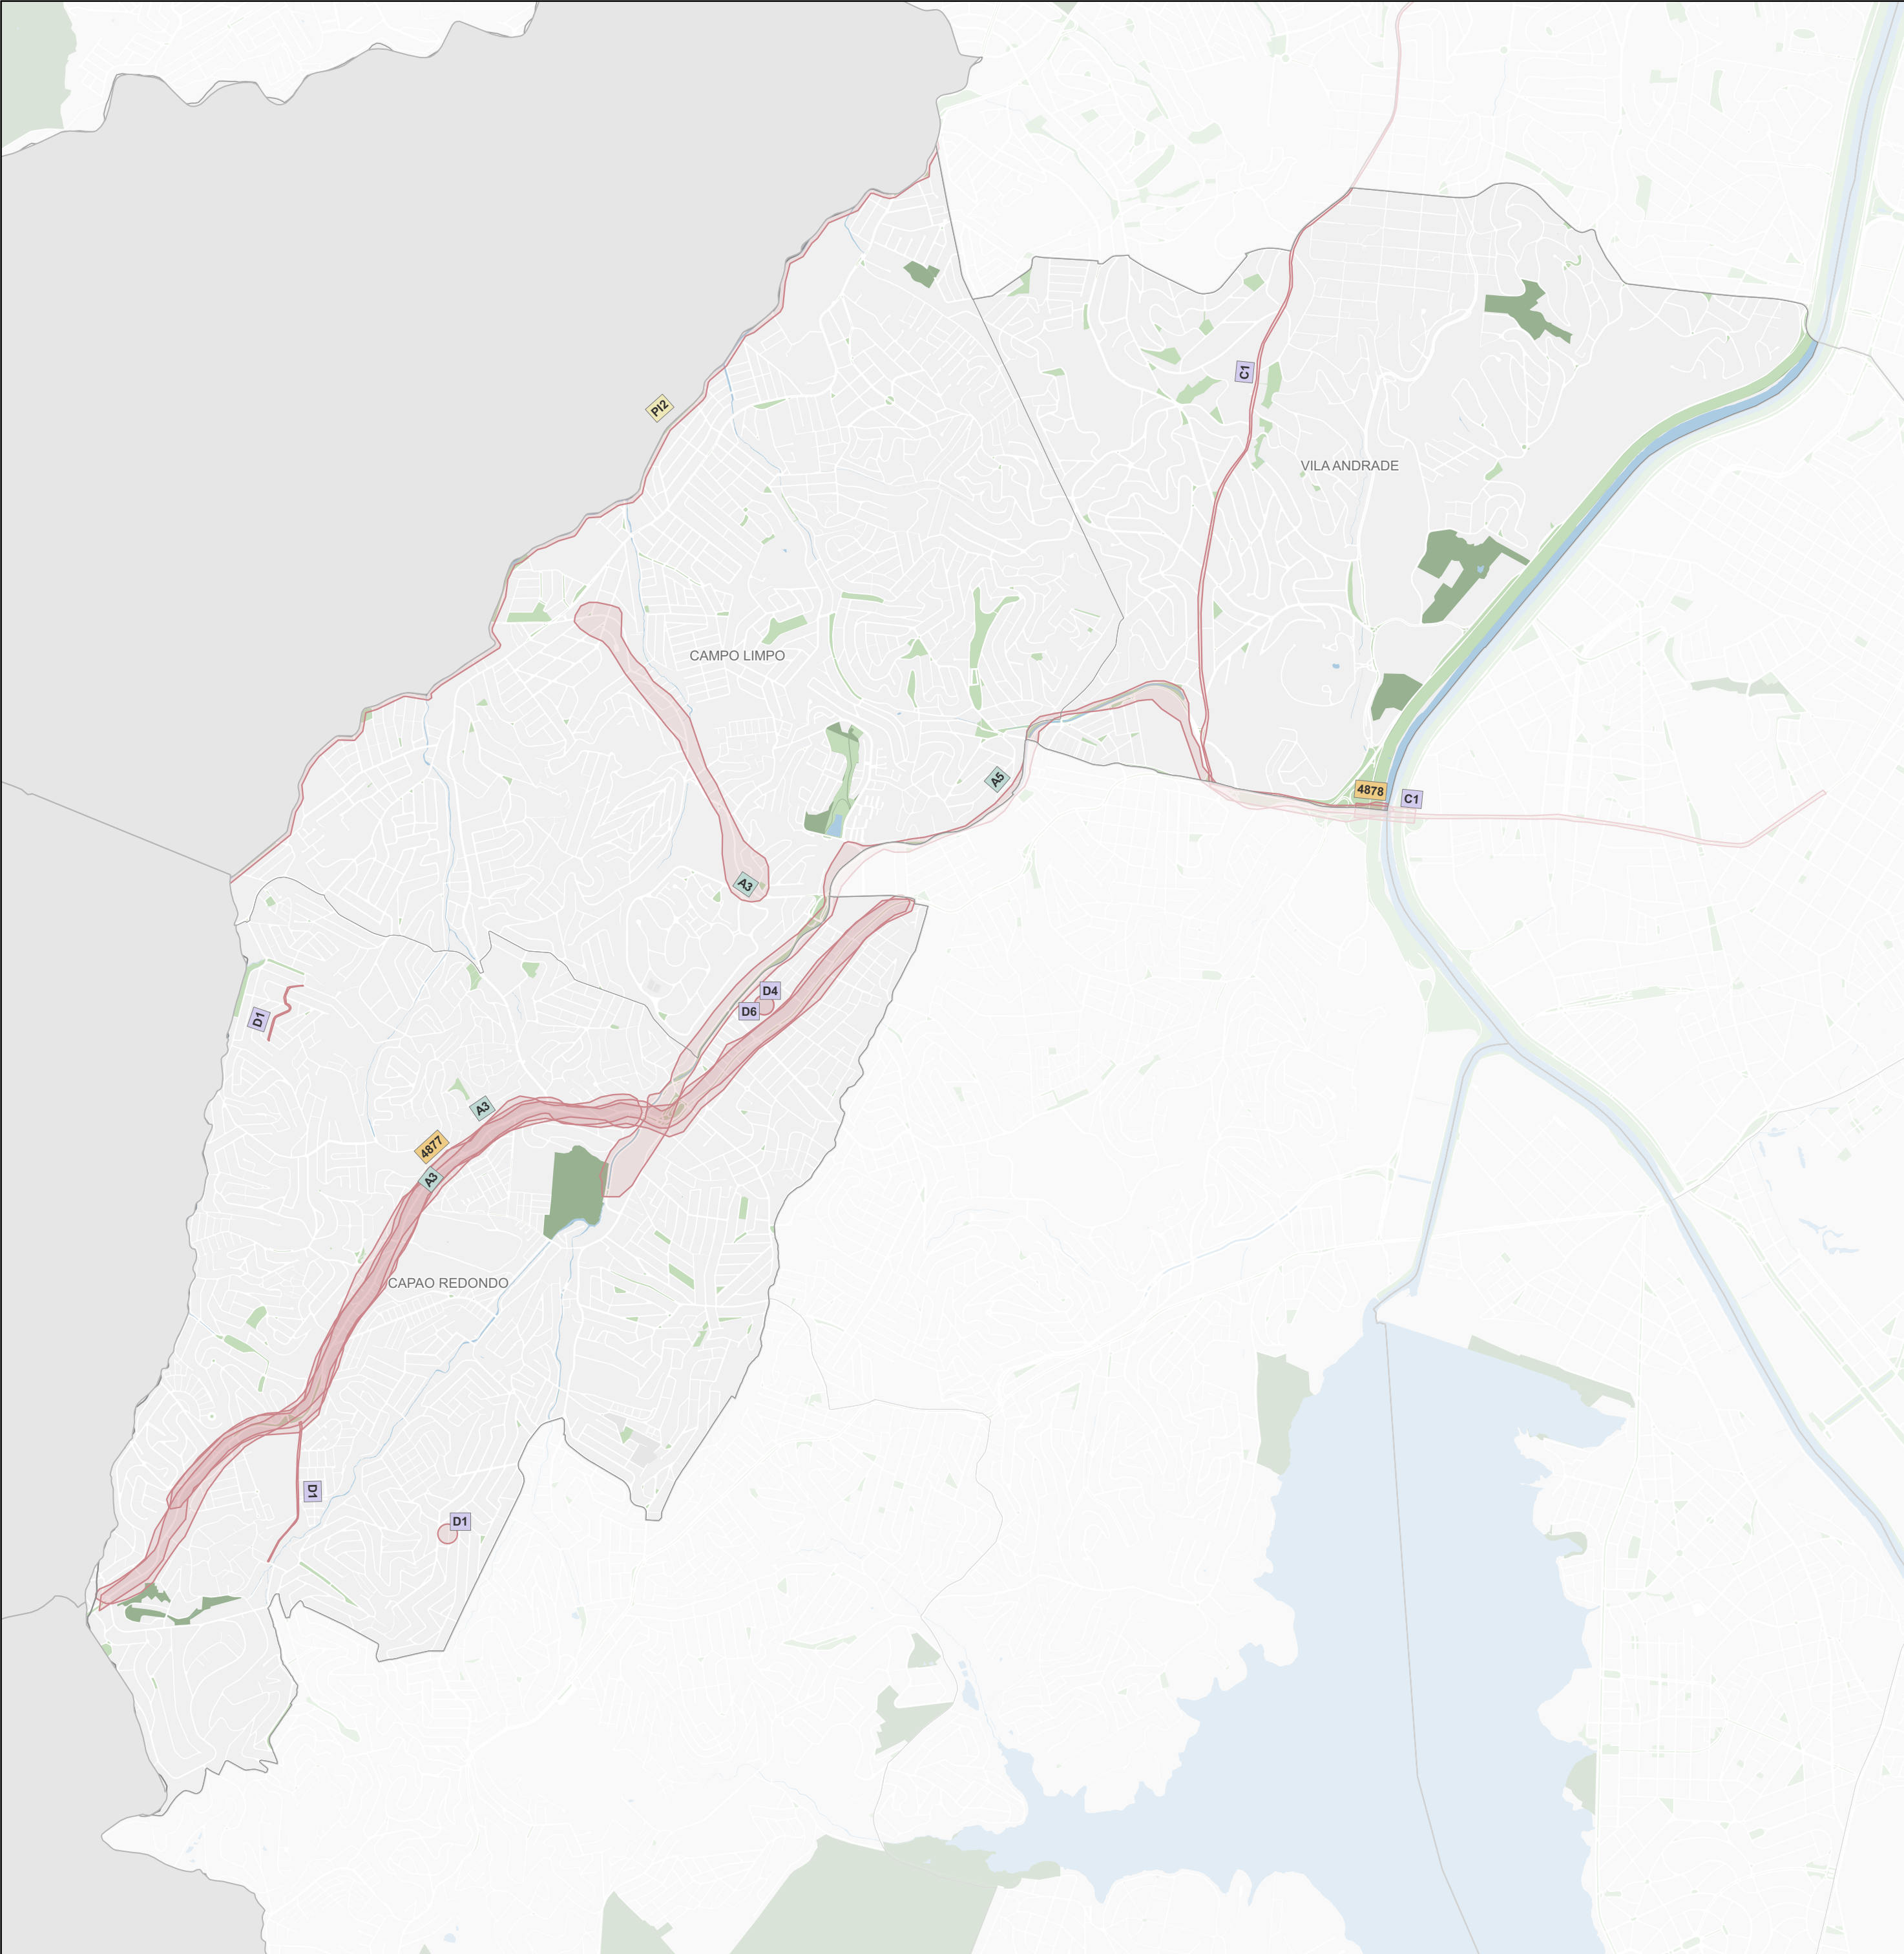 C1
PI2
VILA ANDRADE
CAMPO LIMPO
A5
4878
C1
A3
D4
D6
D1
A3
4877
A3
CAPAO REDONDO
D1
D1